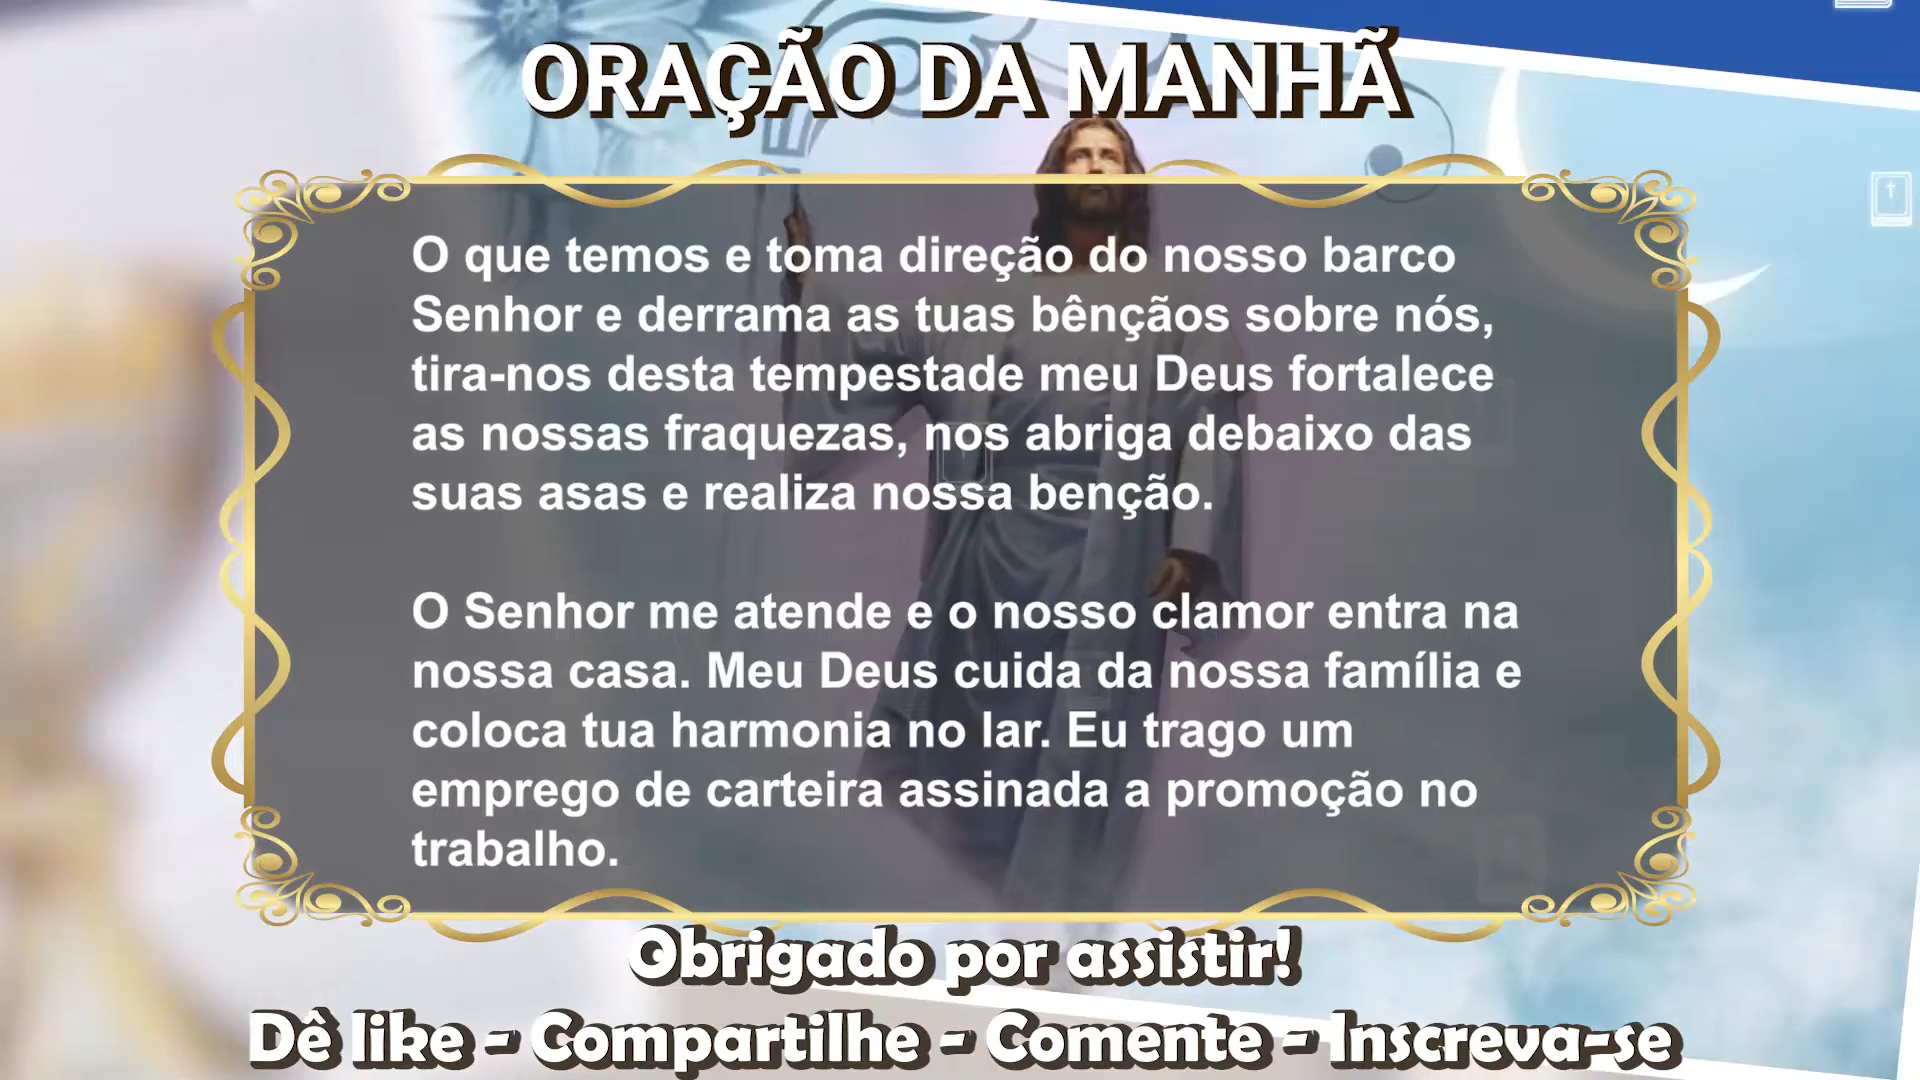 ORAÇÃO DA MANHÃ
O que temos e toma direção do nosso barco
Senhor e derrama as tuas bênçãos sobre nós,
tira-nos desta tempestade meu Deus fortalece
as nossas fraquezas, nos abriga debaixo das
suas asas e realiza nossa benção.
O Senhor me atende e o nosso clamor entra na
nossa casa. Meu Deus cuida da nossa família e
coloca tua harmonia no lar. Eu trago um
emprego de carteira assinada a promoção no
trabalho.
Obrigado por assistir!
Dê like - Compartilhe - Comente - Inscreva-se